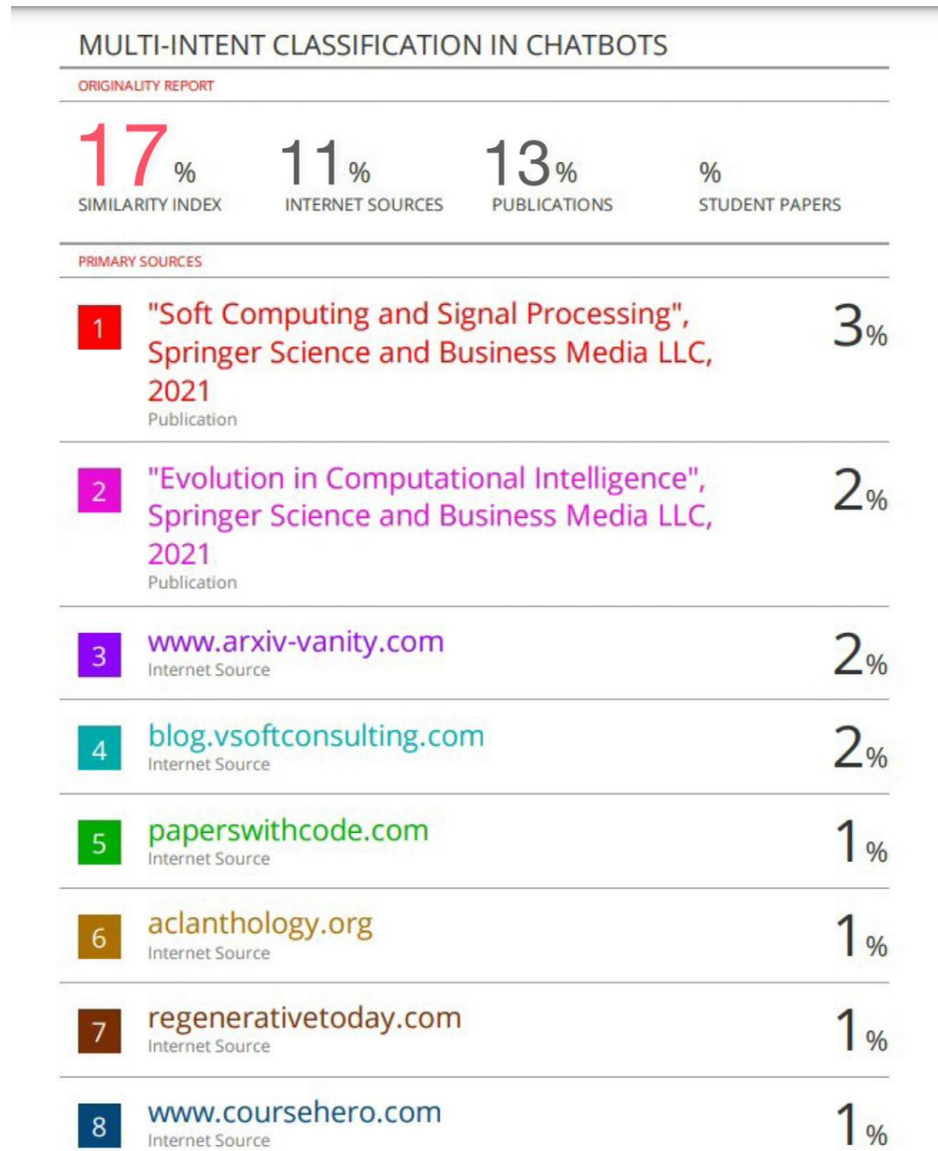 MULTI-INTENT CLASSIFICATION IN CHATBOTS
ORIGINALITY REPORT
17% 11% 13% %
SIMILARITY INDEX INTERNET SOURCES PUBLICATIONS STUDENT PAPERS
PRIMARY SOURCES
1 "Soft Computing and Signal Processing", 3%
Springer Science and Business Media LLC,
2021
Publication
2 "Evolution in Computational Intelligence", 2%
Springer Science and Business Media LLC,
2021
Publication
3 www.arxiv-vanity.com 2%
Internet Source
4 blog.vsoftconsulting.com 2%
Internet Source
5 paperswithcode.com 1%
Internet Source
6 aclanthology.org 1%
Internet Source
7 regenerativetoday.com 1%
Internet Source
8 www.coursehero.com 1%
Internet Source